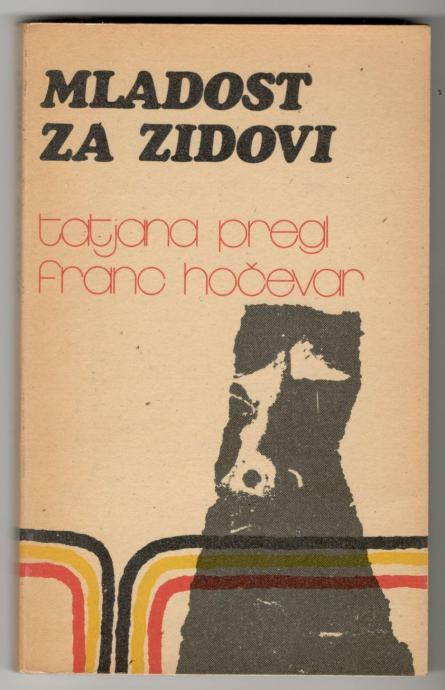 MLADOST
ZA ZIDOVI
tatjana pregl
franc hočevar